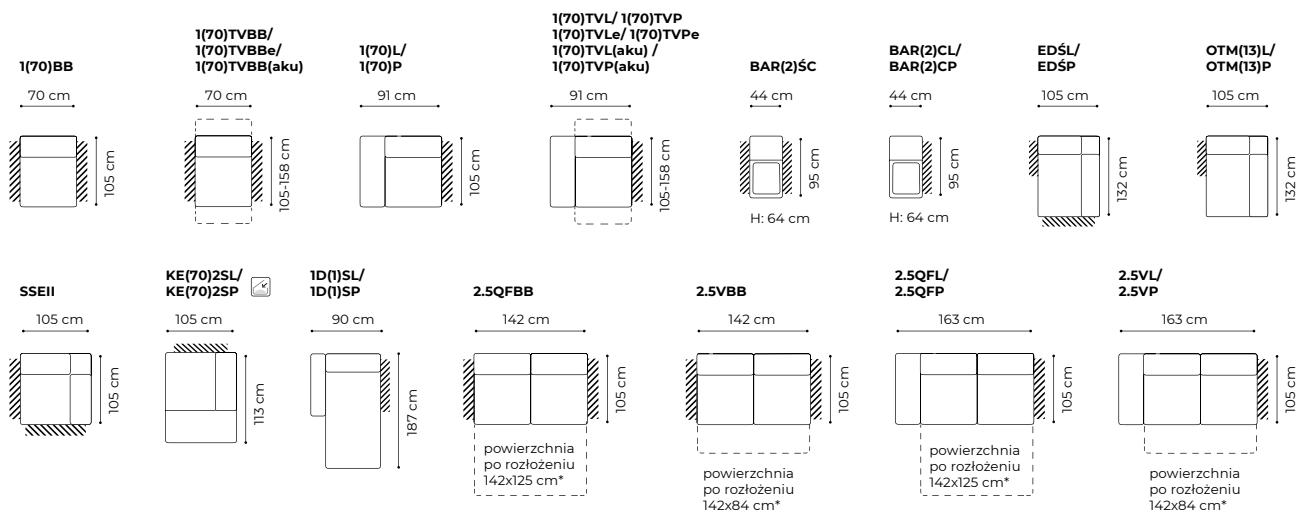 1(70)BB
70 cm
105 cm
1(70)TVBB/
1(70)TVBBe/
1(70)TVBB(aku)
70 cm
105-158 cm
1(70)L/
1(70)P
91 cm
105 cm
1(70)TVL/ 1(70)TVP
1(70)TVLe/ 1(70)TVPe
1(70)TVL(aku) /
1(70)TVP(aku)
91 cm
105-158 cm
BAR(2)ŚC
44 cm
95 cm
H: 64 cm
BAR(2)CL/
BAR(2)CP
44 cm
95 cm
H: 64 cm
EDŚL/
EDŚP
105 cm
132 cm
OTM(13)L/
OTM(13)P
105 cm
132 cm
SSEII
105 cm
105 cm
KE(70)2SL/
KE(70)2SP
105 cm
113 cm
1D(1)SL/
1D(1)SP
90 cm
187 cm
2.5QFBB
142 cm
105 cm
powierzchnia
po rozłożeniu
142x125 cm*
2.5VBB
142 cm
105 cm
powierzchnia
po rozłożeniu
142x84 cm*
2.5QFL/
2.5QFP
163 cm
105 cm
powierzchnia
po rozłożeniu
142x125 cm*
2.5VL/
2.5VP
163 cm
105 cm
powierzchnia
po rozłożeniu
142x84 cm*